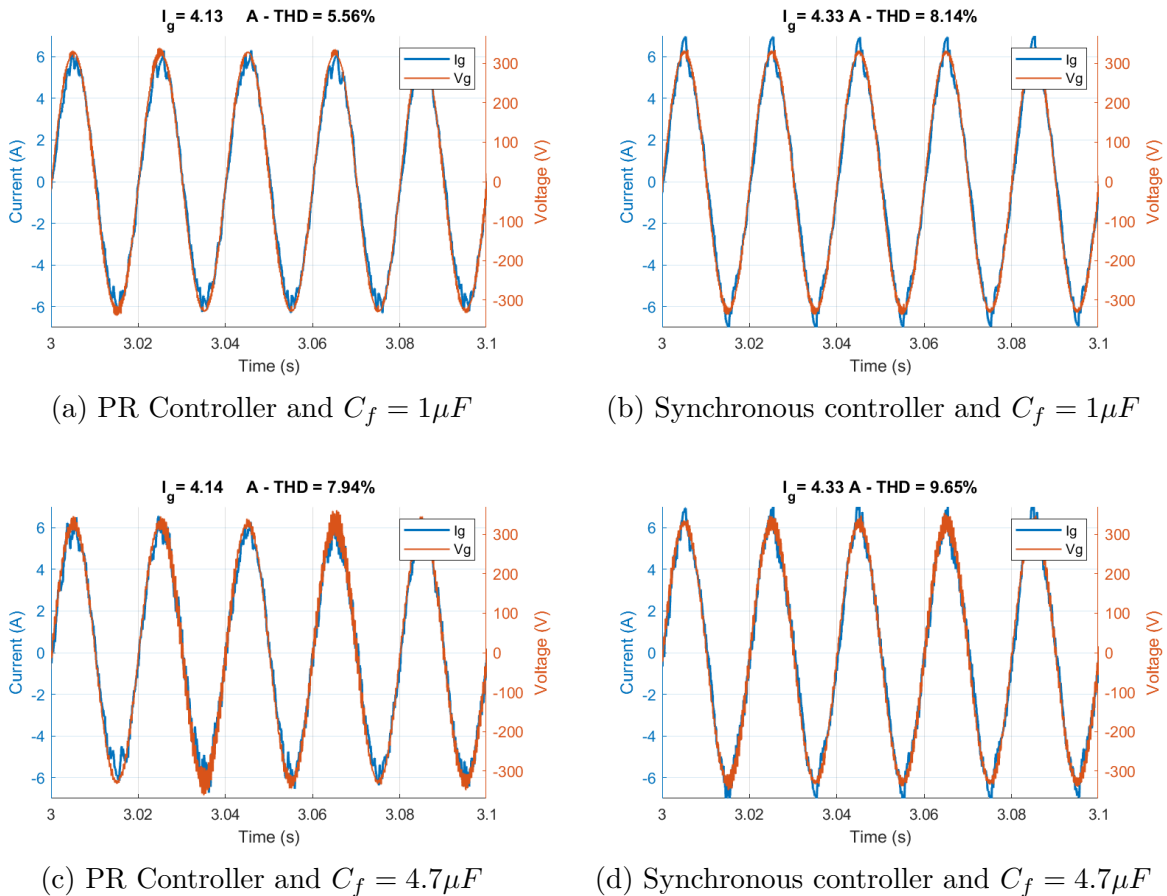 I_g= 4.13 A - THD = 5.56%
6
4
2
0
-2
-4
-6
Current (A)
300
200
100
0
-100
-200
-300
Voltage (V)
Ig
Vg
3 3.02 3.04 3.06 3.08 3.1
Time (s)
(a) PR Controller and C_f = 1μF
I_g= 4.33 A - THD = 8.14%
6
4
2
0
-2
-4
-6
Current (A)
300
200
100
0
-100
-200
-300
Voltage (V)
Ig
Vg
3 3.02 3.04 3.06 3.08 3.1
Time (s)
(b) Synchronous controller and C_f = 1μF
I_g= 4.14 A - THD = 7.94%
6
4
2
0
-2
-4
-6
Current (A)
300
200
100
0
-100
-200
-300
Voltage (V)
Ig
Vg
3 3.02 3.04 3.06 3.08 3.1
Time (s)
(c) PR Controller and C_f = 4.7μF
I_g= 4.33 A - THD = 9.65%
6
4
2
0
-2
-4
-6
Current (A)
300
200
100
0
-100
-200
-300
Voltage (V)
Ig
Vg
3 3.02 3.04 3.06 3.08 3.1
Time (s)
(d) Synchronous controller and C_f = 4.7μF